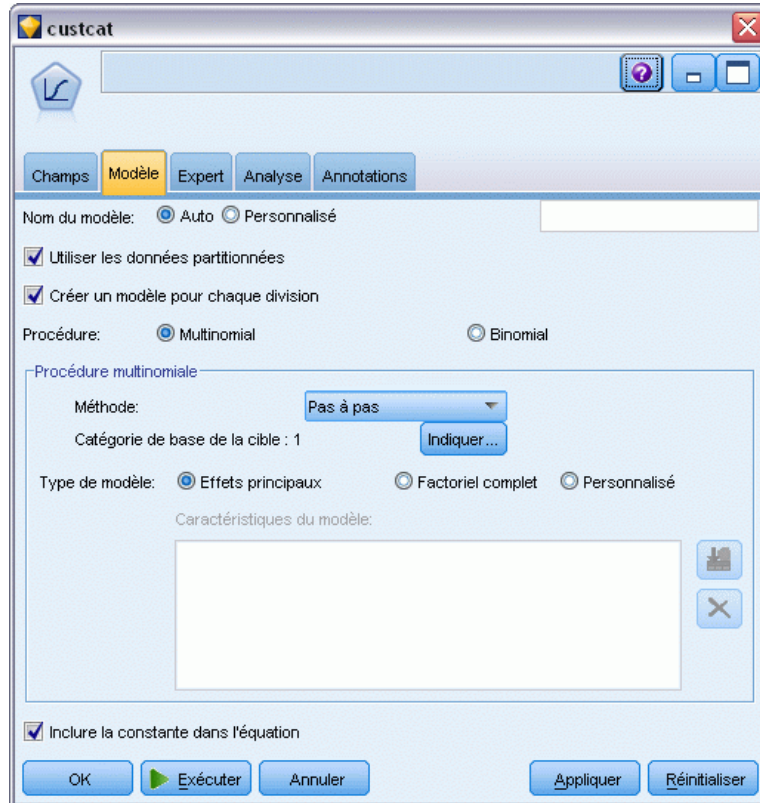 custcat
Champs Modèle Expert Analyse Annotations
Nom du modèle: Auto Personnalisé
Utiliser les données partitionnées
Créer un modèle pour chaque division
Procédure: Multinomial Binomial
Procédure multinomiale
Méthode: Pas à pas
Catégorie de base de la cible : 1 Indiquer...
Type de modèle: Effets principaux Factoriel complet Personnalisé
Caractéristiques du modèle:
Inclure la constante dans l'équation
OK Exécuter Annuler Appliquer Réinitialiser